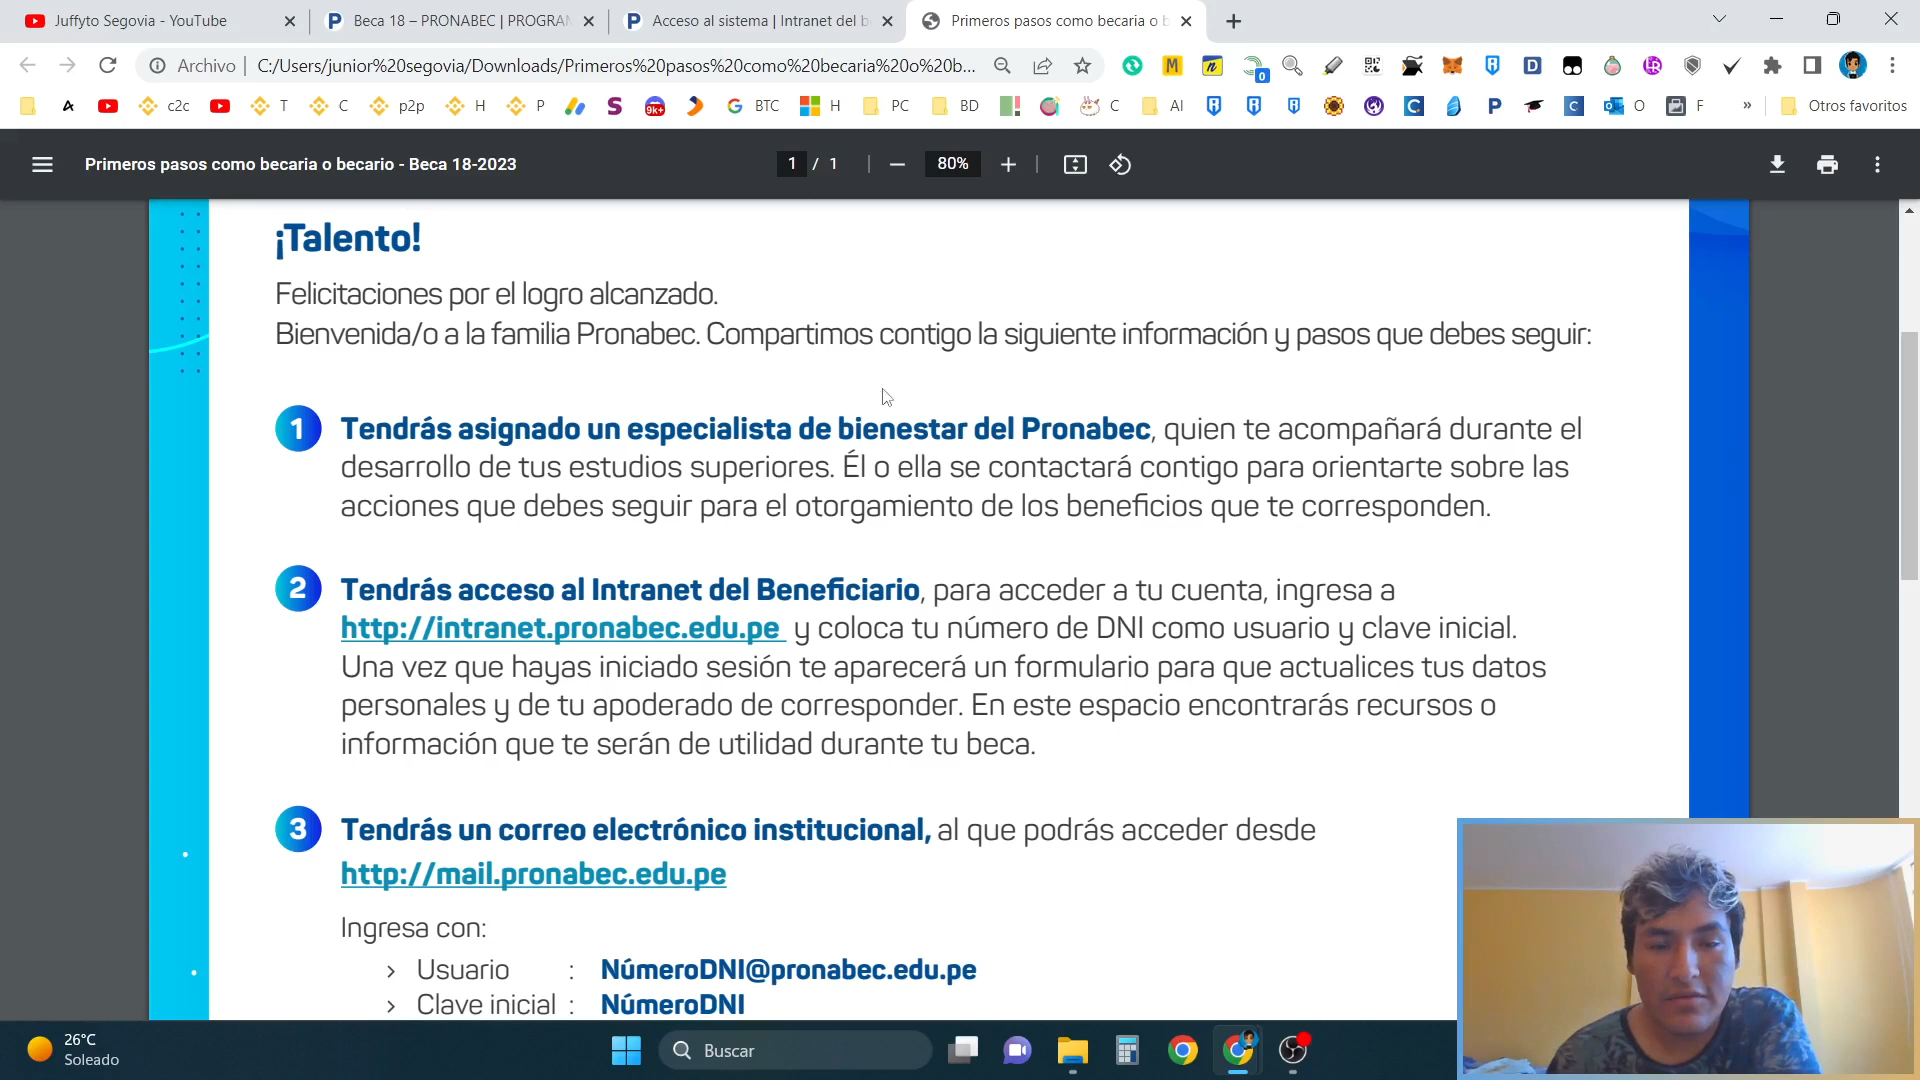 Juffyto Segovia - YouTube
Beca 18 – PRONABEC | PROGRA
Acceso al sistema | Intranet del b
Primeros pasos como becaria o b
Archivo
C:/Users/junior%20segovia/Downloads/Primeros%20pasos%20como%20becaria%20o%20b...
0
c2c
T
C
p2p
H
P
9k+
BTC
H
PC
BD
C
AI
O
F
»
Otros favoritos
Primeros pasos como becaria o becario - Beca 18-2023
1 / 1
80%
¡Talento!
Felicitaciones por el logro alcanzado.
Bienvenida/o a la familia Pronabec. Compartimos contigo la siguiente información y pasos que debes seguir:
1 Tendrás asignado un especialista de bienestar del Pronabec, quien te acompañará durante el
desarrollo de tus estudios superiores. Él o ella se contactará contigo para orientarte sobre las
acciones que debes seguir para el otorgamiento de los beneficios que te corresponden.
2 Tendrás acceso al Intranet del Beneficiario, para acceder a tu cuenta, ingresa a
http://intranet.pronabec.edu.pe y coloca tu número de DNI como usuario y clave inicial.
Una vez que hayas iniciado sesión te aparecerá un formulario para que actualices tus datos
personales y de tu apoderado de corresponder. En este espacio encontrarás recursos o
información que te serán de utilidad durante tu beca.
3 Tendrás un correo electrónico institucional, al que podrás acceder desde
http://mail.pronabec.edu.pe
Ingresa con:
› Usuario : NúmeroDNI@pronabec.edu.pe
› Clave inicial : NúmeroDNI
26°C
Soleado
Buscar